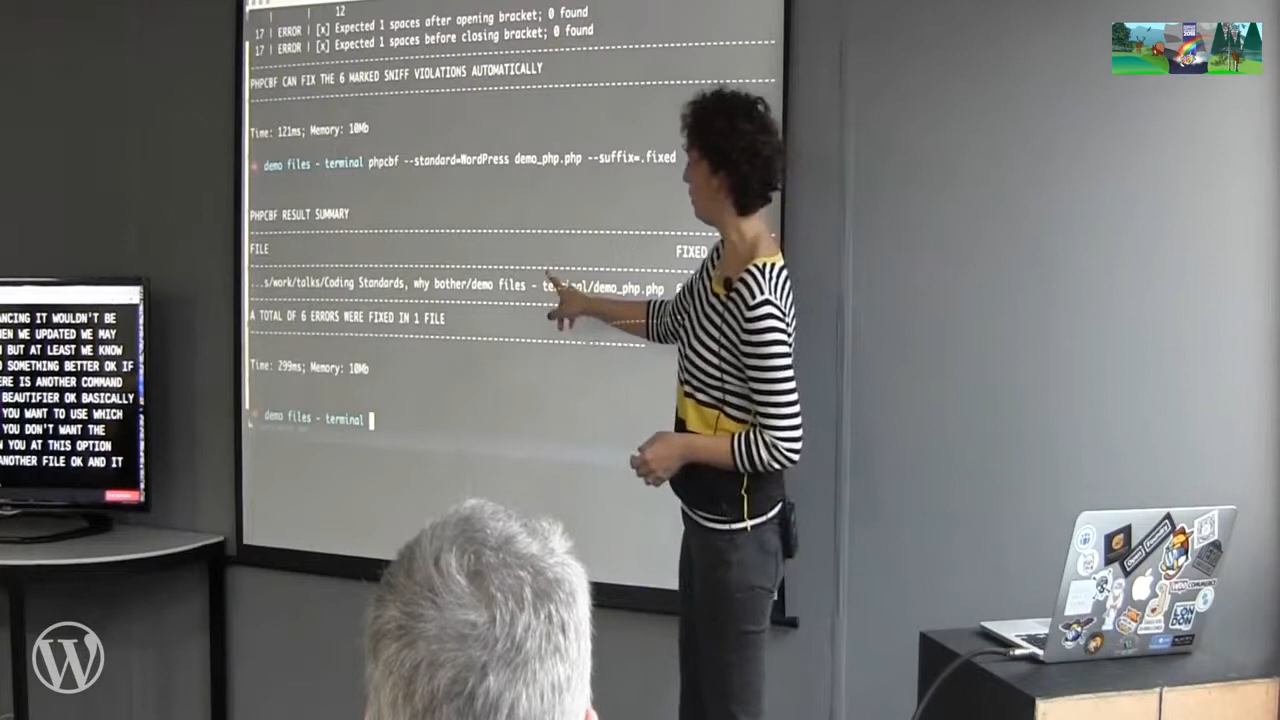 12
17 | ERROR | [x] Expected 1 spaces after opening bracket; 0 found
17 | ERROR | [x] Expected 1 spaces before closing bracket; 0 found
PHPCBF CAN FIX THE 6 MARKED SNIFF VIOLATIONS AUTOMATICALLY
Time: 121ms; Memory: 10Mb
demo files - terminal phpcbf --standard=WordPress demo_php.php --suffix=.fixed
PHPCBF RESULT SUMMARY
FILE FIXED
...s/work/talks/Coding Standards, why bother/demo files - terminal/demo_php.php 6
A TOTAL OF 6 ERRORS WERE FIXED IN 1 FILE
Time: 299ms; Memory: 10Mb
demo files - terminal
ANCING IT WOULDN'T BE
EN WE UPDATED WE MAY
BUT AT LEAST WE KNOW
SOMETHING BETTER OK IF
ERE IS ANOTHER COMMAND
BEAUTIFIER OK BASICALLY
YOU WANT TO USE WHICH
YOU DON'T WANT THE
YOU AT THIS OPTION
ANOTHER FILE OK AND IT
WOOCOMMERCE
LONDON
W